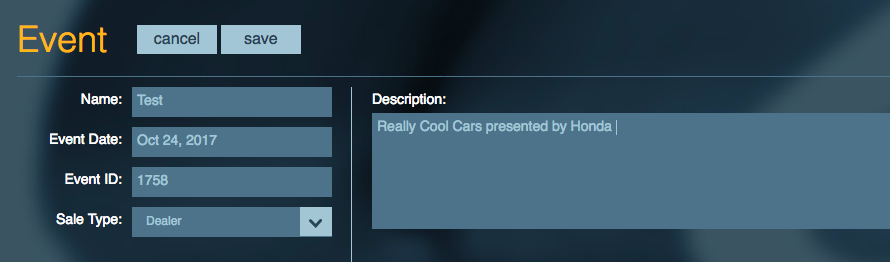 Event
cancel
save
Name:
Test
Event Date:
Oct 24, 2017
Event ID:
1758
Sale Type:
Dealer
Description:
Really Cool Cars presented by Honda